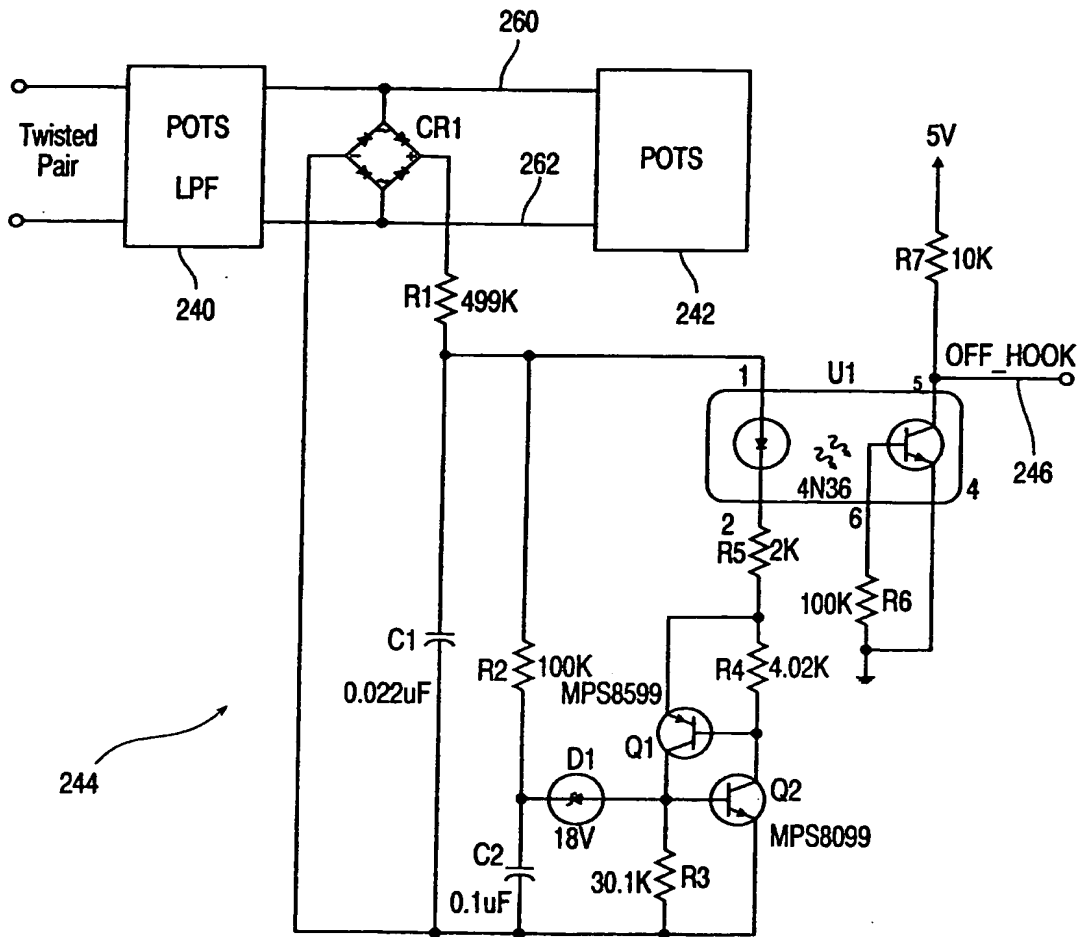 260
Twisted
Pair
POTS
LPF
CR1
262
POTS
240
242
5V
R7 10K
R1 499K
OFF_HOOK
246
1
U1
5
4N36
4
2
6
R5 2K
100K R6
C1
0.022uF
R2 100K
R4 4.02K
MPS8599
Q1
244
D1
18V
Q2
MPS8099
C2
0.1uF
30.1K R3